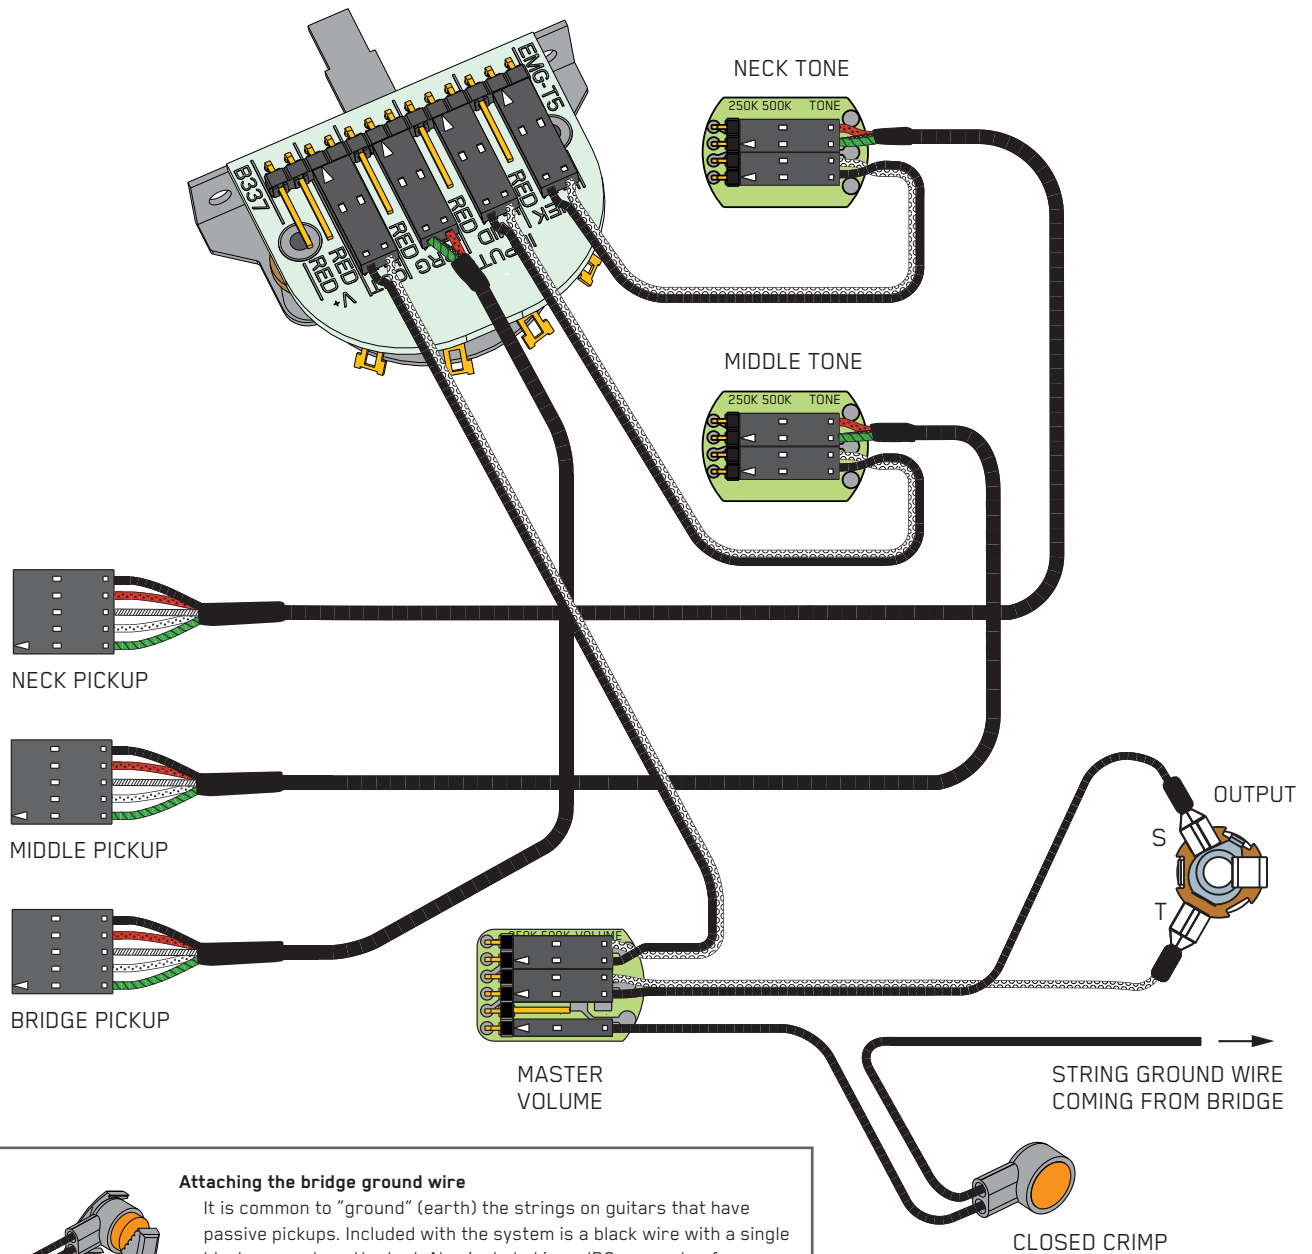 NECK TONE
250K 500K TONE
EMG-T5
B337
RED
RED
RED
RED
RED
V+
MIDDLE TONE
250K 500K TONE
NECK PICKUP
MIDDLE PICKUP
OUTPUT
S
T
BRIDGE PICKUP
250K 500K VOLUME
MASTER
VOLUME
STRING GROUND WIRE
COMING FROM BRIDGE
CLOSED CRIMP
Attaching the bridge ground wire
It is common to "ground" (earth) the strings on guitars that have
passive pickups. Included with the system is a black wire with a single